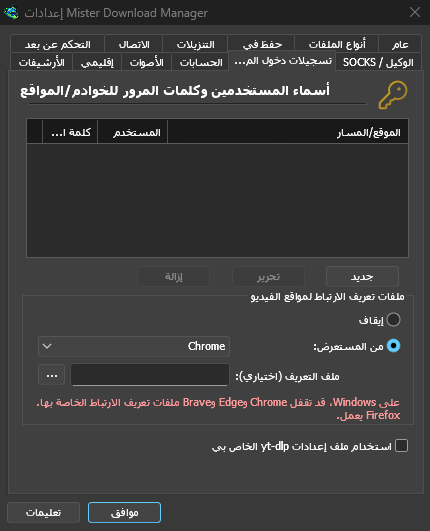 إعدادات Mister Download Manager
عام
أنواع الملفات
حفظ في
التنزيلات
الاتصال
التحكم عن بعد
الوكيل / SOCKS
تسجيلات دخول الم...
الحسابات
الأصوات
إقليمي
الأرشيفات
أسماء المستخدمين وكلمات المرور للخوادم/المواقع
الموقع/المسار
المستخدم
كلمة ا...
جديد
تحرير
إزالة
ملفات تعريف الارتباط لمواقع الفيديو
إيقاف
من المستعرض:
Chrome
ملف التعريف (اختياري):
...
على Windows، قد تقفل Chrome وEdge وBrave ملفات تعريف الارتباط الخاصة بها.
Firefox يعمل.
استخدام ملف إعدادات yt-dlp الخاص بي
موافق
تعليمات